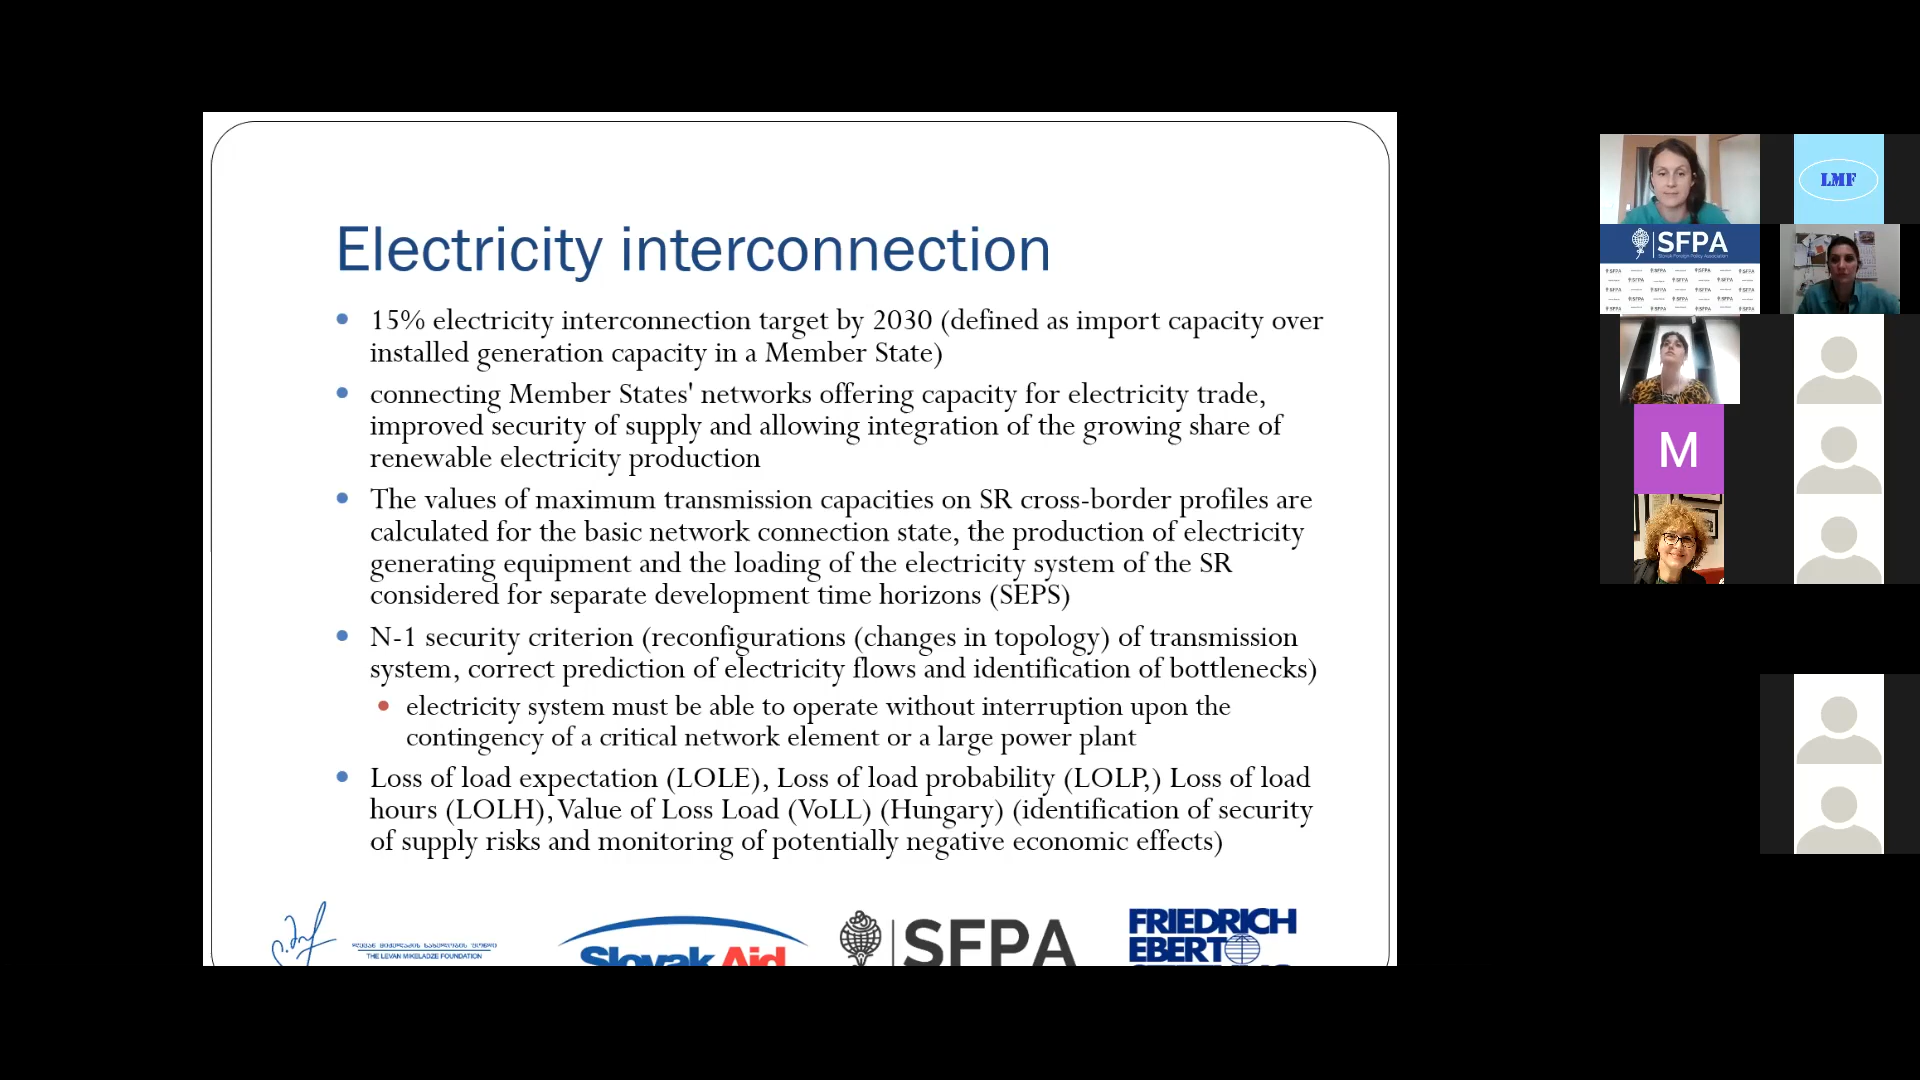 Electricity interconnection
15% electricity interconnection target by 2030 (defined as import capacity over
installed generation capacity in a Member State)
connecting Member States' networks offering capacity for electricity trade,
improved security of supply and allowing integration of the growing share of
renewable electricity production
The values of maximum transmission capacities on SR cross-border profiles are
calculated for the basic network connection state, the production of electricity
generating equipment and the loading of the electricity system of the SR
considered for separate development time horizons (SEPS)
N-1 security criterion (reconfigurations (changes in topology) of transmission
system, correct prediction of electricity flows and identification of bottlenecks)
electricity system must be able to operate without interruption upon the
contingency of a critical network element or a large power plant
Loss of load expectation (LOLE), Loss of load probability (LOLP,) Loss of load
hours (LOLH), Value of Loss Load (VoLL) (Hungary) (identification of security
of supply risks and monitoring of potentially negative economic effects)
THE LEVAN MIKELADZE FOUNDATION
Slovak Aid
SFPA
FRIEDRICH
EBERT
LMF
SFPA
Slovak Foreign Policy Association
M